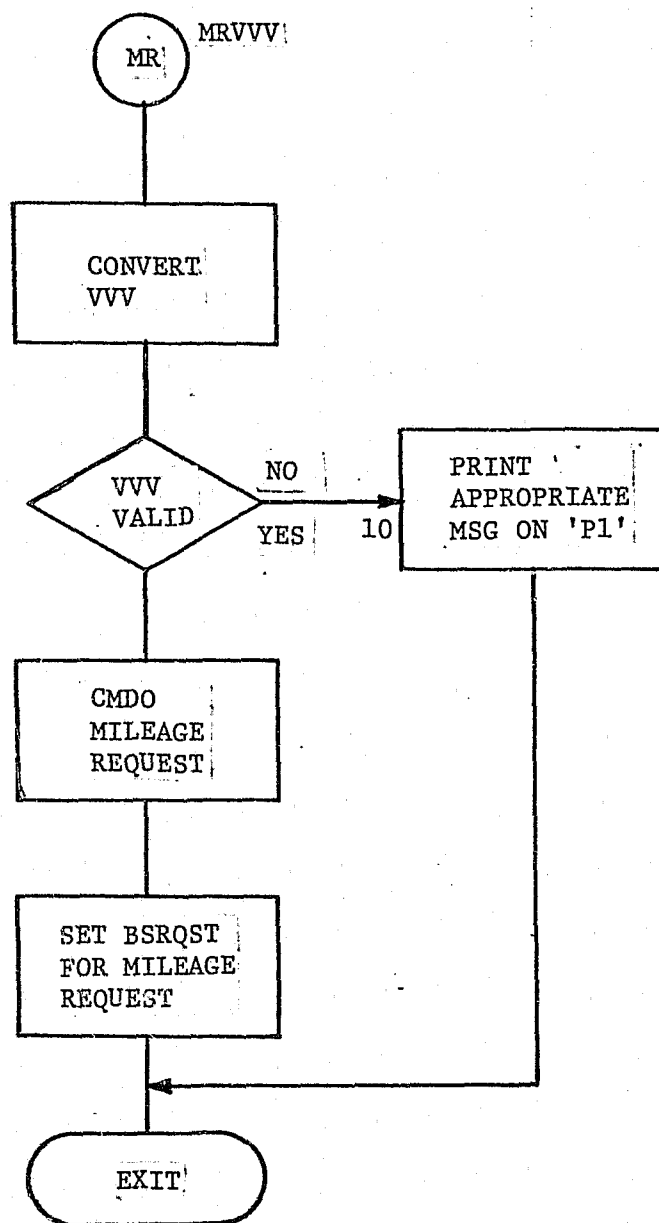 MRVVV
MR
CONVERT
VVV
VVV
VALID
NO
YES
10
PRINT
APPROPRIATE
MSG ON 'P1'
CMDO
MILEAGE
REQUEST
SET BSRQST
FOR MILEAGE
REQUEST
EXIT